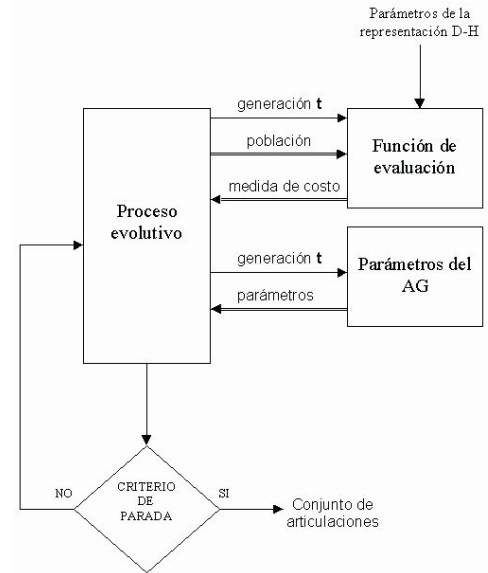 Parámetros de la
representación D-H
generación t
población
medida de costo
Función de
evaluación
Proceso
evolutivo
generación t
parámetros
Parámetros del
AG
CRITERIO
DE
PARADA
NO
SI
Conjunto de
articulaciones